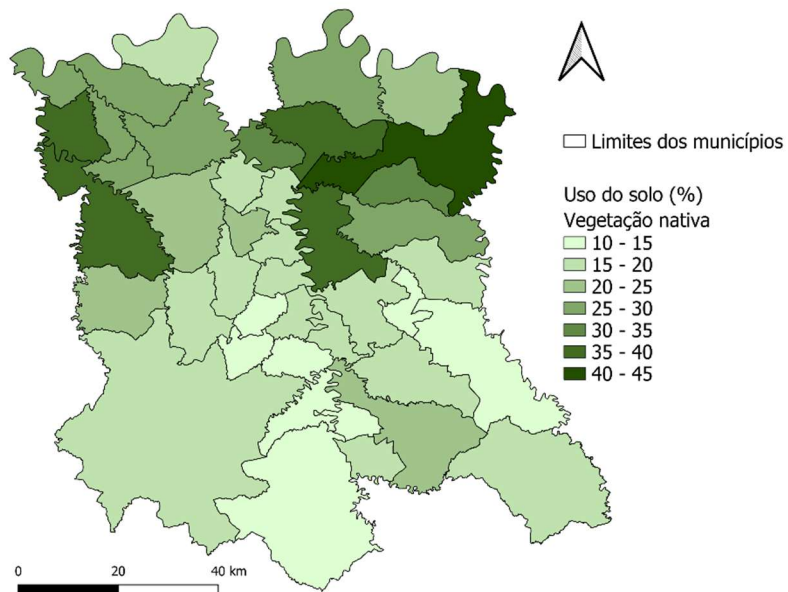 Limites dos municípios
Uso do solo (%)
Vegetação nativa
10 - 15
15 - 20
20 - 25
25 - 30
30 - 35
35 - 40
40 - 45
0 20 40 km